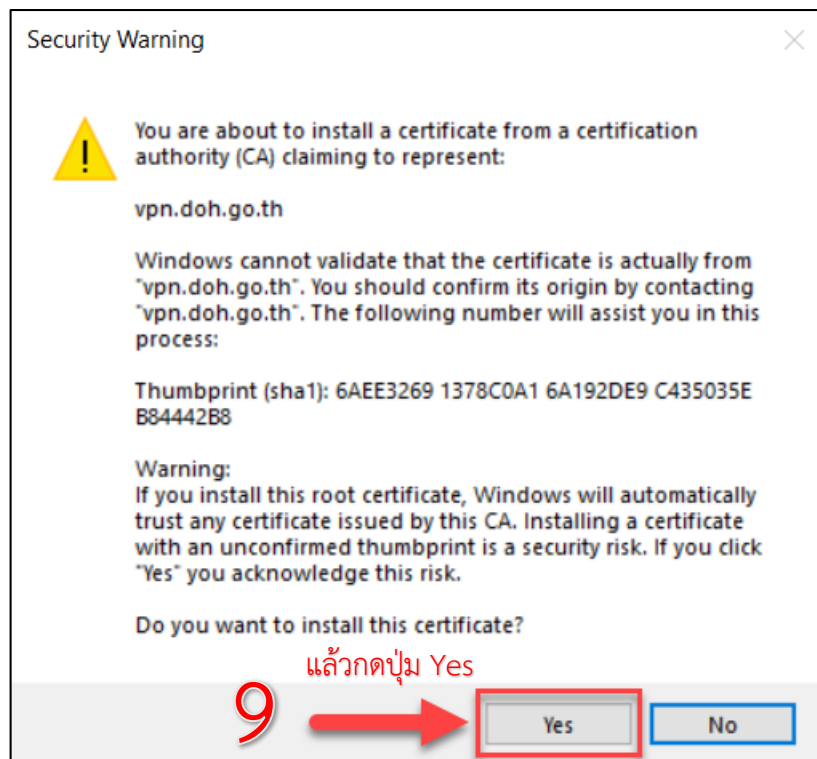 Security Warning
You are about to install a certificate from a certification
authority (CA) claiming to represent:
vpn.doh.go.th
Windows cannot validate that the certificate is actually from
"vpn.doh.go.th". You should confirm its origin by contacting
"vpn.doh.go.th". The following number will assist you in this
process:
Thumbprint (sha1): 6AEE3269 1378C0A1 6A192DE9 C435035E
B84442B8
Warning:
If you install this root certificate, Windows will automatically
trust any certificate issued by this CA. Installing a certificate
with an unconfirmed thumbprint is a security risk. If you click
"Yes" you acknowledge this risk.
Do you want to install this certificate?
แล้วกดปุ่ม Yes
9
Yes
No